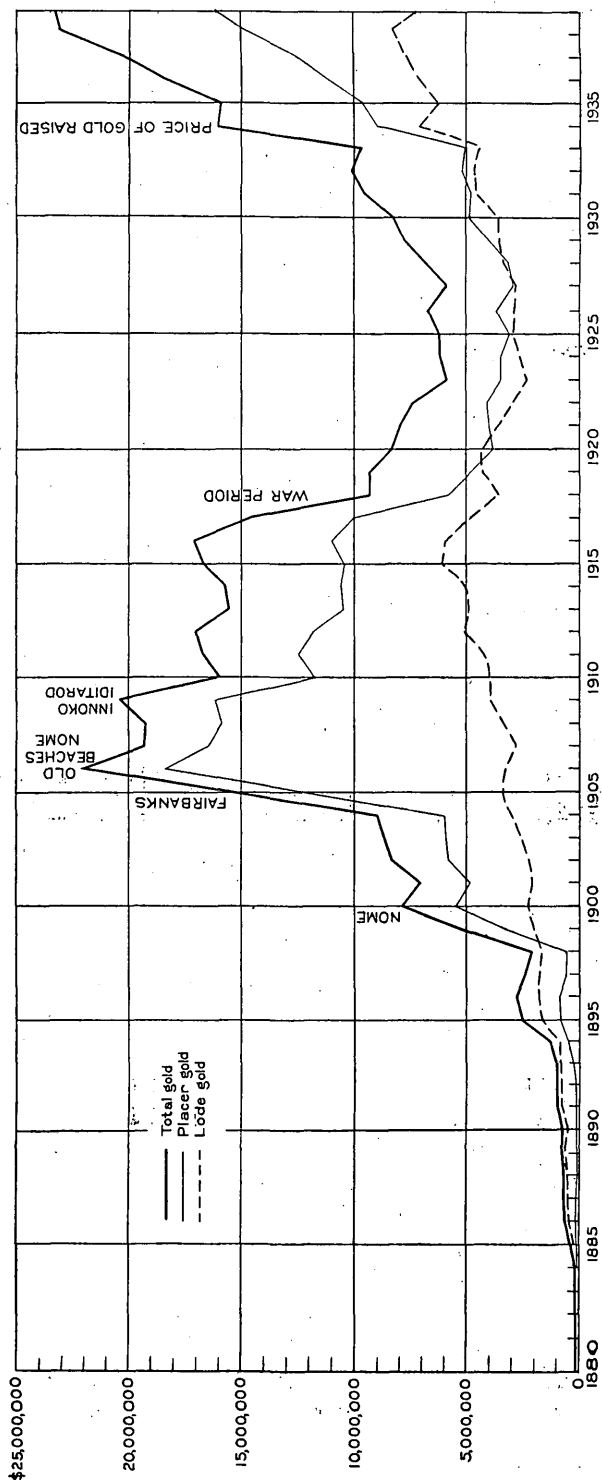 $25,000,000
20,000,000
15,000,000
10,000,000
5,000,000
0
1880
1885
1890
1895
1900
1905
1910
1915
1920
1925
1930
1935
Total gold
Placer gold
Lode gold
NOME
FAIRBANKS
OLD
BEACHES
NOME
INNOKO
IDITAROD
WAR PERIOD
PRICE OF GOLD RAISED